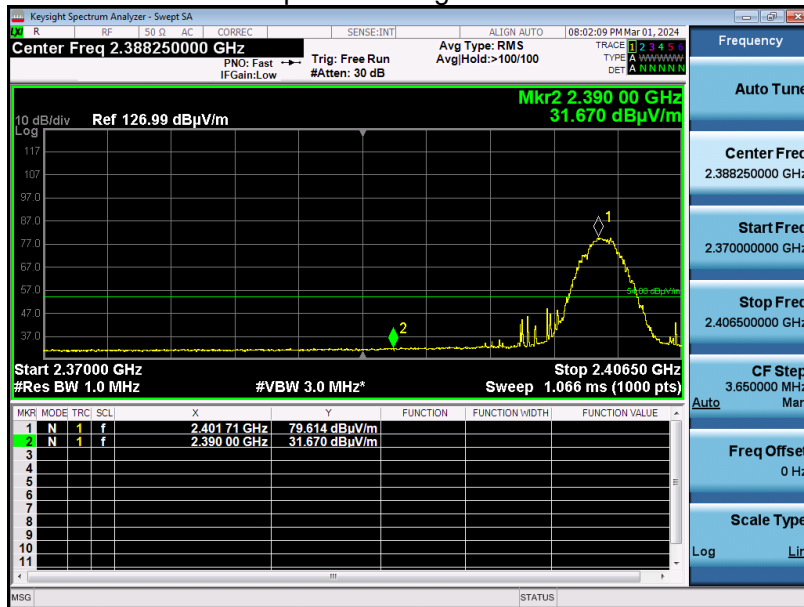 Keysight Spectrum Analyzer - Swept SA
LXI R RF 50 Ω AC CORREC SENSE:INT ALIGN AUTO 08:02:09 PM Mar 01, 2024
Center Freq 2.388250000 GHz
PNO: Fast
IFGain:Low
Trig: Free Run
#Atten: 30 dB
Avg Type: RMS
Avg|Hold:>100/100
TRACE 1 2 3 4 5 6
TYPE A WWWWW
DET A N N N N N
Mkr2 2.390 00 GHz
31.670 dBµV/m
10 dB/div Ref 126.99 dBµV/m
Log
117
107
97.0
87.0
77.0
67.0
57.0
47.0
37.0
1
2
54.00 dBµV/m
Start 2.37000 GHz Stop 2.40650 GHz
#Res BW 1.0 MHz #VBW 3.0 MHz* Sweep 1.066 ms (1000 pts)
MKR MODE TRC SCL X Y FUNCTION FUNCTION WIDTH FUNCTION VALUE
1 N 1 f 2.401 71 GHz 79.614 dBµV/m
2 N 1 f 2.390 00 GHz 31.670 dBµV/m
3
4
5
6
7
8
9
10
11
MSG STATUS
Frequency
Auto Tune
Center Freq
2.388250000 GHz
Start Freq
2.370000000 GHz
Stop Freq
2.406500000 GHz
CF Step
3.650000 MHz
Auto Man
Freq Offset
0 Hz
Scale Type
Log Lin